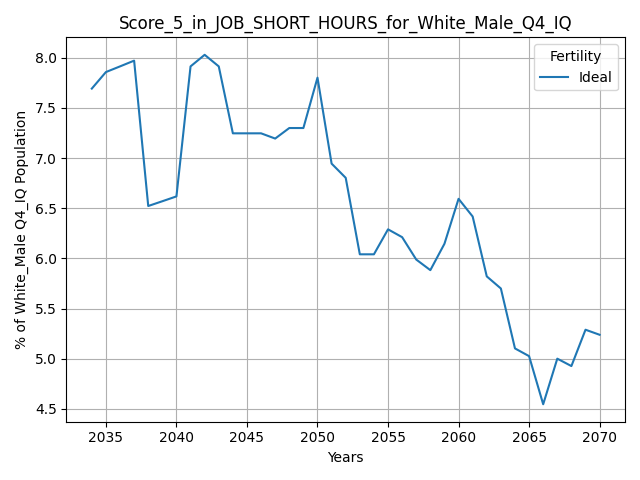 Score_5_in_JOB_SHORT_HOURS_for_White_Male_Q4_IQ
Fertility
Ideal
% of White_Male Q4_IQ Population
8.0
7.5
7.0
6.5
6.0
5.5
5.0
4.5
2035 2040 2045 2050 2055 2060 2065 2070
Years